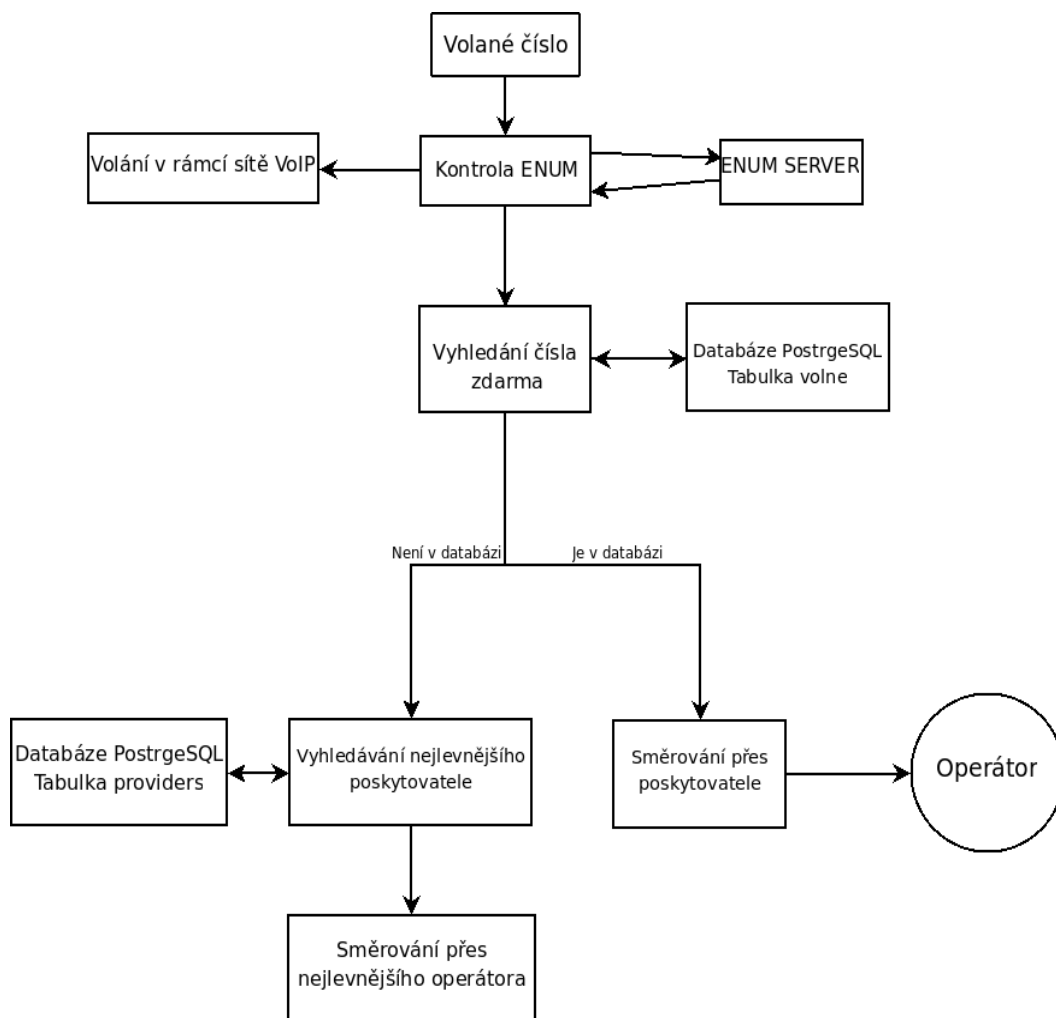 Volané číslo
Volání v rámcí sítě VoIP
Kontrola ENUM
ENUM SERVER
Vyhledání čísla
zdarma
Databáze PostrgeSQL
Tabulka volne
Není v databázi
Je v databázi
Databáze PostrgeSQL
Tabulka providers
Vyhledávání nejlevnějšího
poskytovatele
Směrování přes
poskytovatele
Operátor
Směrování přes
nejlevnějšího operátora